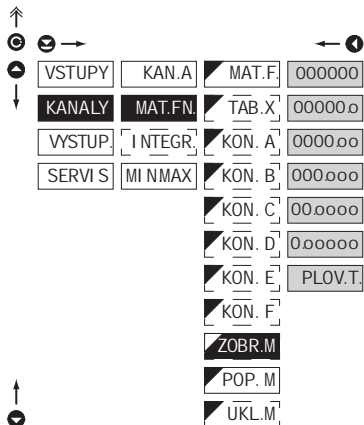 VSTUPY KAN.A MAT.F. 000000
KANALY MAT.FN. TAB.X 00000.0
VYSTUP. INTEGR. KON. A 0000.00
SERVIS MINMAX KON. B 000.000
KON. C 00.0000
KON. D 0.00000
KON. E PLOV.T.
KON. F
ZOBR.M
POP. M
UKL.M